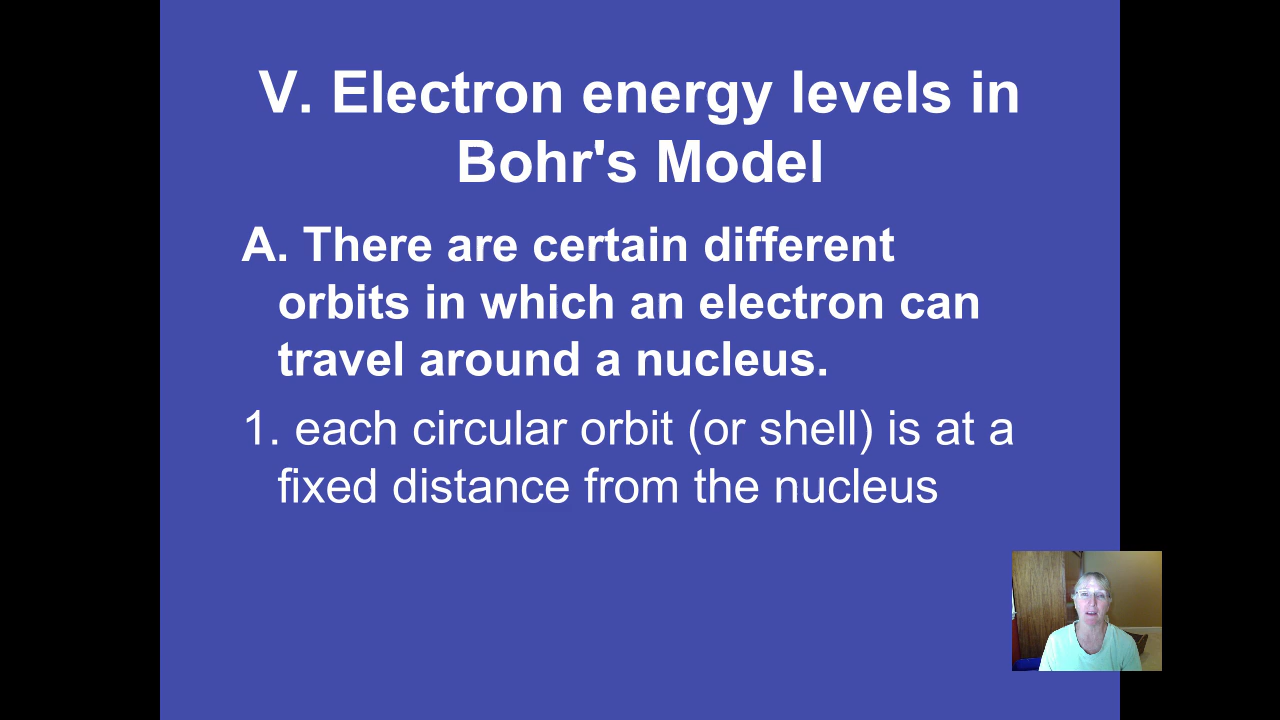 V. Electron energy levels in
Bohr's Model
A. There are certain different
orbits in which an electron can
travel around a nucleus.
1. each circular orbit (or shell) is at a
fixed distance from the nucleus